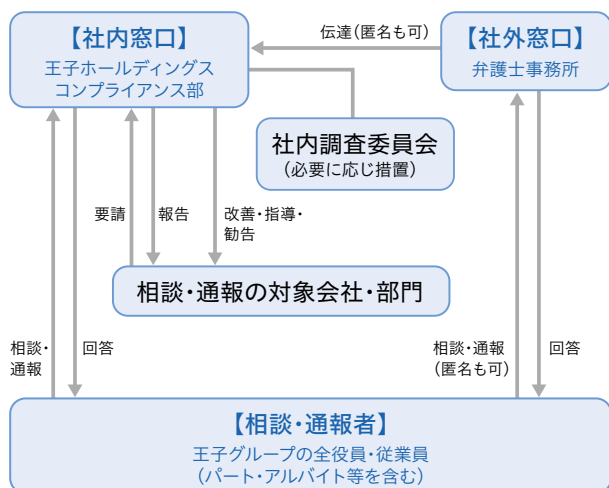 【社内窓口】
王子ホールディングス
コンプライアンス部
伝達(匿名も可)
【社外窓口】
弁護士事務所
社内調査委員会
(必要に応じ措置)
要請
報告
改善・指導・
勧告
相談・通報の対象会社・部門
相談・
通報
回答
相談・通報
(匿名も可)
回答
【相談・通報者】
王子グループの全役員・従業員
(パート・アルバイト等を含む)